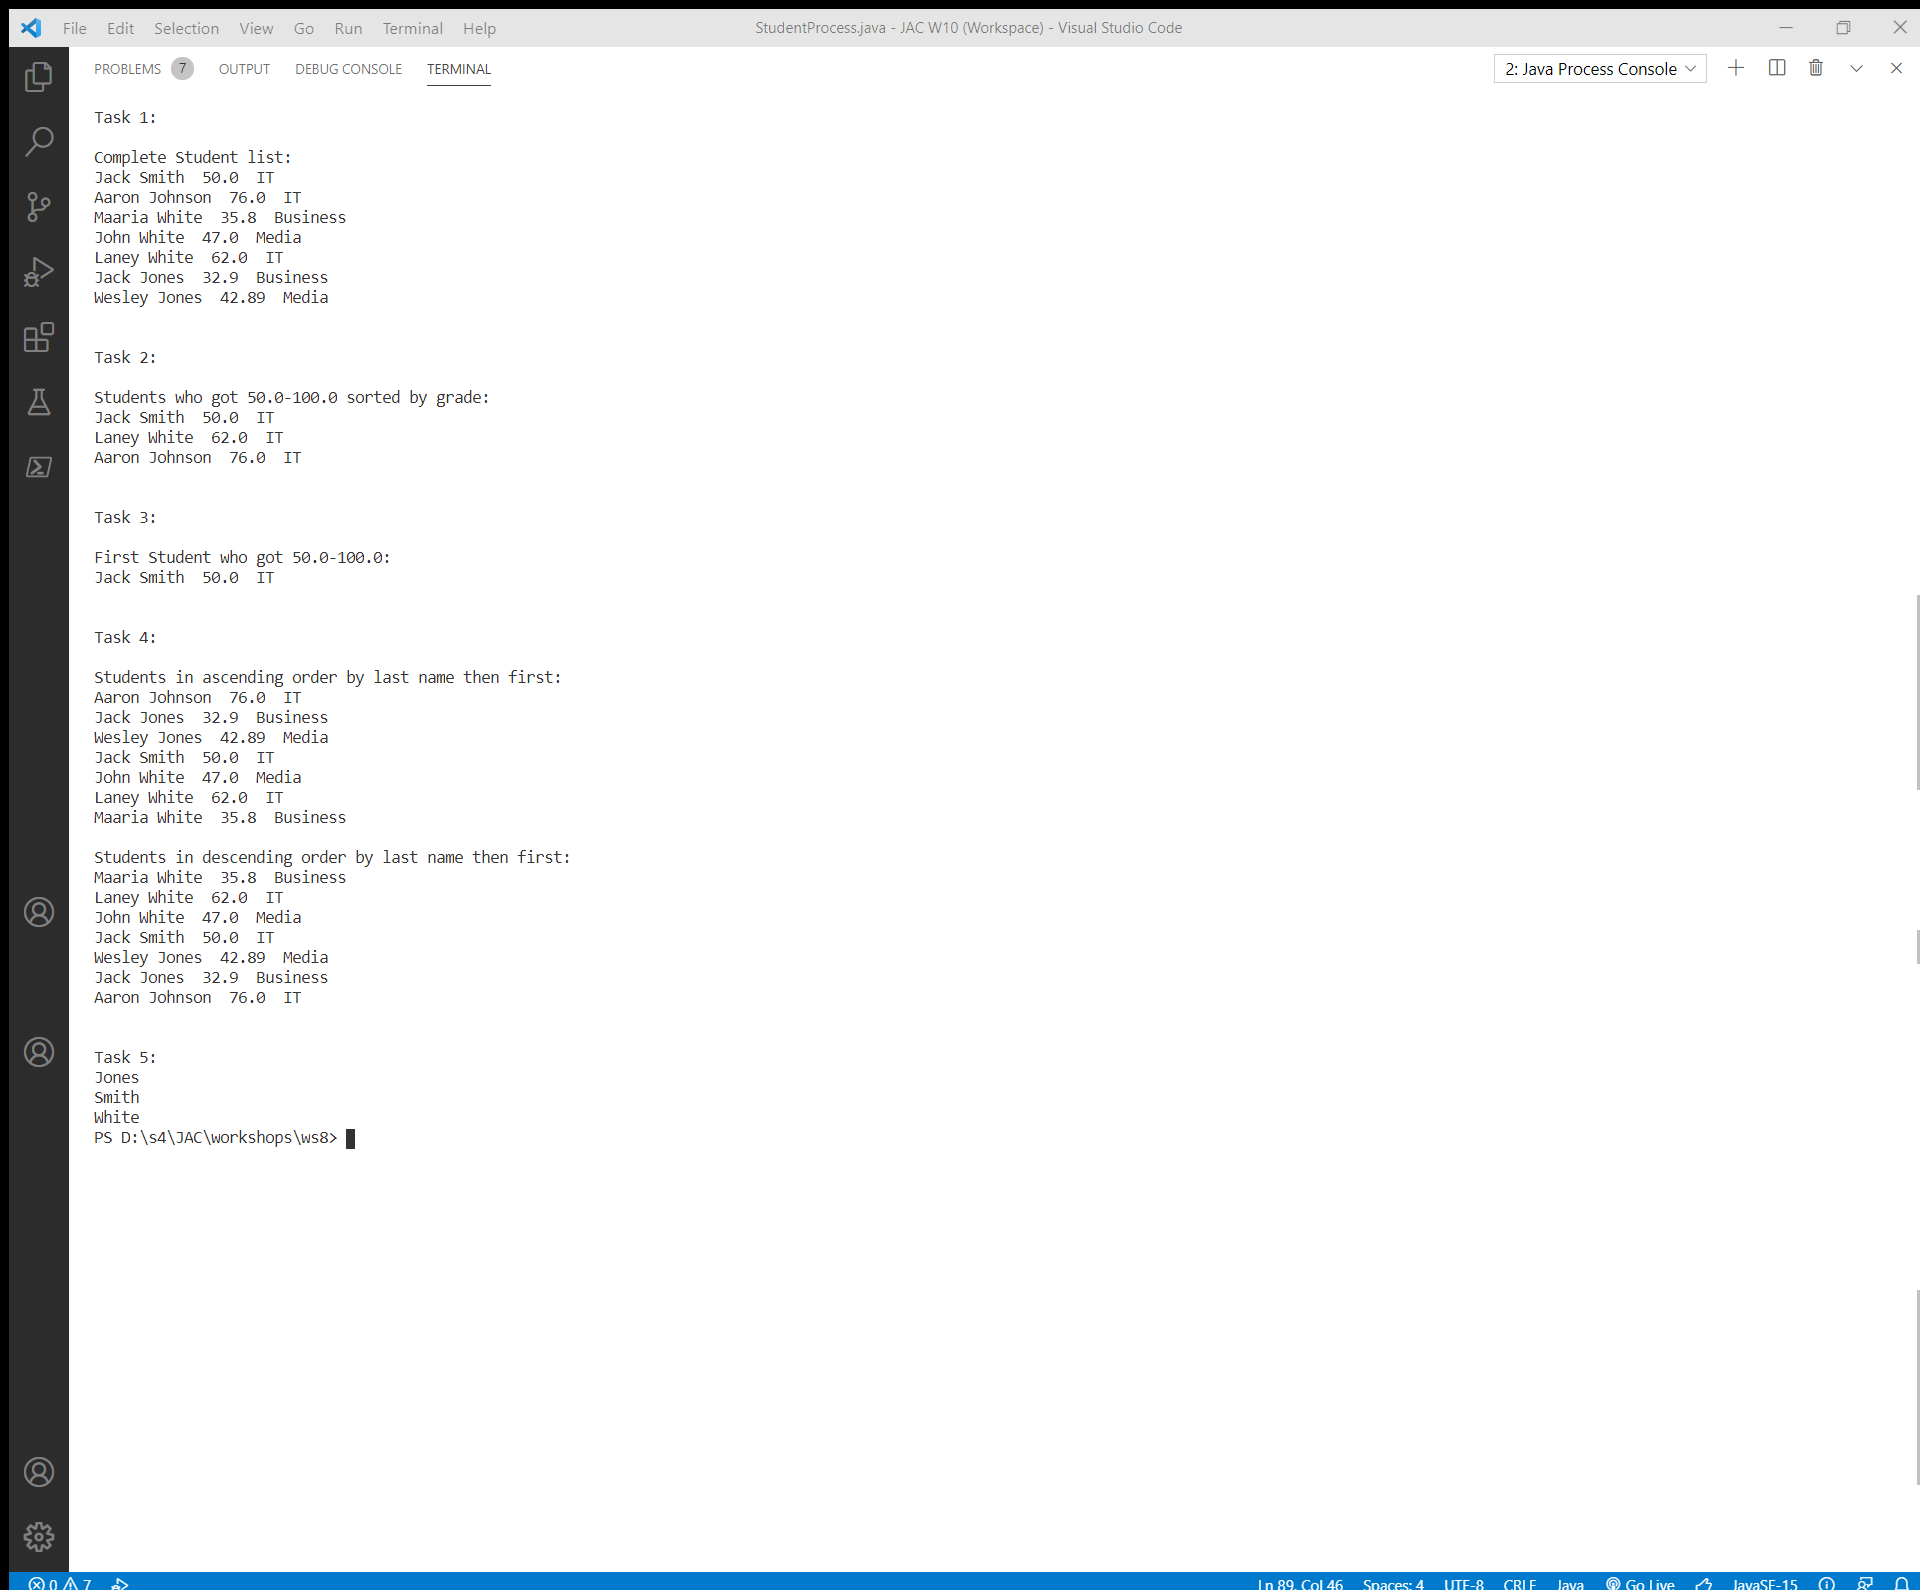 File Edit Selection View Go Run Terminal Help StudentProcess.java - JAC W10 (Workspace) - Visual Studio Code
PROBLEMS 7 OUTPUT DEBUG CONSOLE TERMINAL 2: Java Process Console
Task 1:
Complete Student list:
Jack Smith  50.0  IT
Aaron Johnson  76.0  IT
Maaria White  35.8  Business
John White  47.0  Media
Laney White  62.0  IT
Jack Jones  32.9  Business
Wesley Jones  42.89  Media
Task 2:
Students who got 50.0-100.0 sorted by grade:
Jack Smith  50.0  IT
Laney White  62.0  IT
Aaron Johnson  76.0  IT
Task 3:
First Student who got 50.0-100.0:
Jack Smith  50.0  IT
Task 4:
Students in ascending order by last name then first:
Aaron Johnson  76.0  IT
Jack Jones  32.9  Business
Wesley Jones  42.89  Media
Jack Smith  50.0  IT
John White  47.0  Media
Laney White  62.0  IT
Maaria White  35.8  Business
Students in descending order by last name then first:
Maaria White  35.8  Business
Laney White  62.0  IT
John White  47.0  Media
Jack Smith  50.0  IT
Wesley Jones  42.89  Media
Jack Jones  32.9  Business
Aaron Johnson  76.0  IT
Task 5:
Jones
Smith
White
PS D:\s4\JAC\workshops\ws8>
0 7 Ln 89, Col 46 Spaces: 4 UTF-8 CRLF Java Go Live JavaSE-15